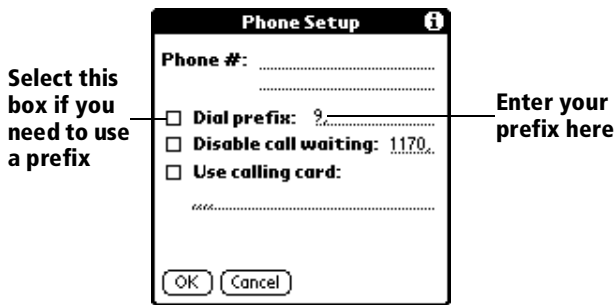 Phone Setup
Phone #:
Select this
box if you
need to use
a prefix
Dial prefix: 9,
Enter your
prefix here
Disable call waiting: 1170,
Use calling card:
,,,,
OK Cancel